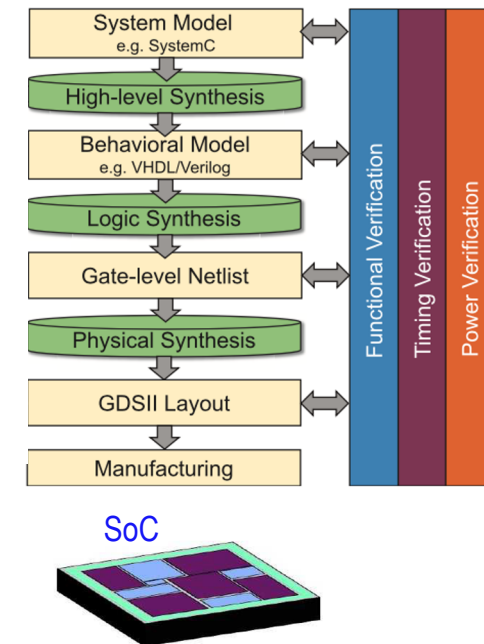 System Model
e.g. SystemC
High-level Synthesis
Behavioral Model
e.g. VHDL/Verilog
Logic Synthesis
Gate-level Netlist
Physical Synthesis
GDSII Layout
Manufacturing
Functional Verification
Timing Verification
Power Verification
SoC